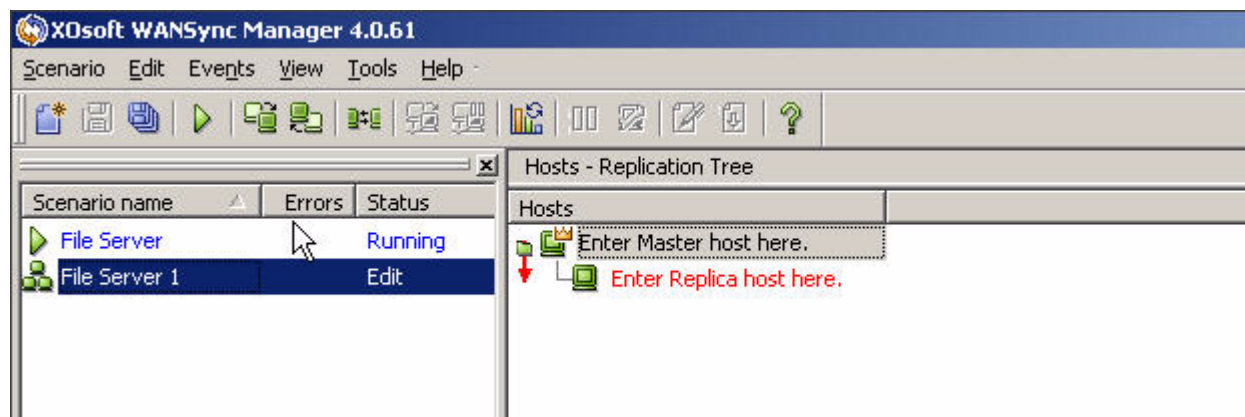 XOsoft WANSync Manager 4.0.61
Scenario Edit Events View Tools Help
Hosts - Replication Tree
Scenario name Errors Status
Hosts
File Server Running
Enter Master host here.
File Server 1 Edit
Enter Replica host here.